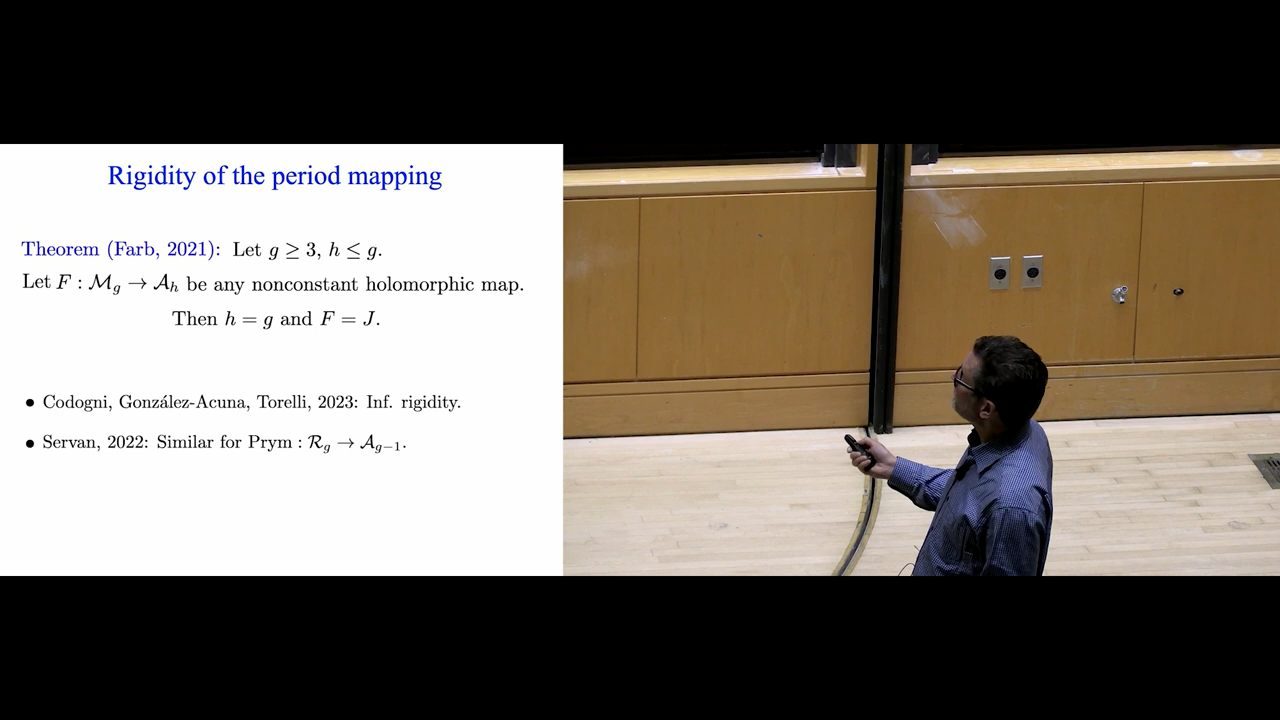 Rigidity of the period mapping
Theorem (Farb, 2021): Let g ≥ 3, h ≤ g.
Let F : ℳ_g → 𝒜_h be any nonconstant holomorphic map.
Then h = g and F = J.
• Codogni, González-Acuna, Torelli, 2023: Inf. rigidity.
• Servan, 2022: Similar for Prym : ℛ_g → 𝒜_{g−1}.